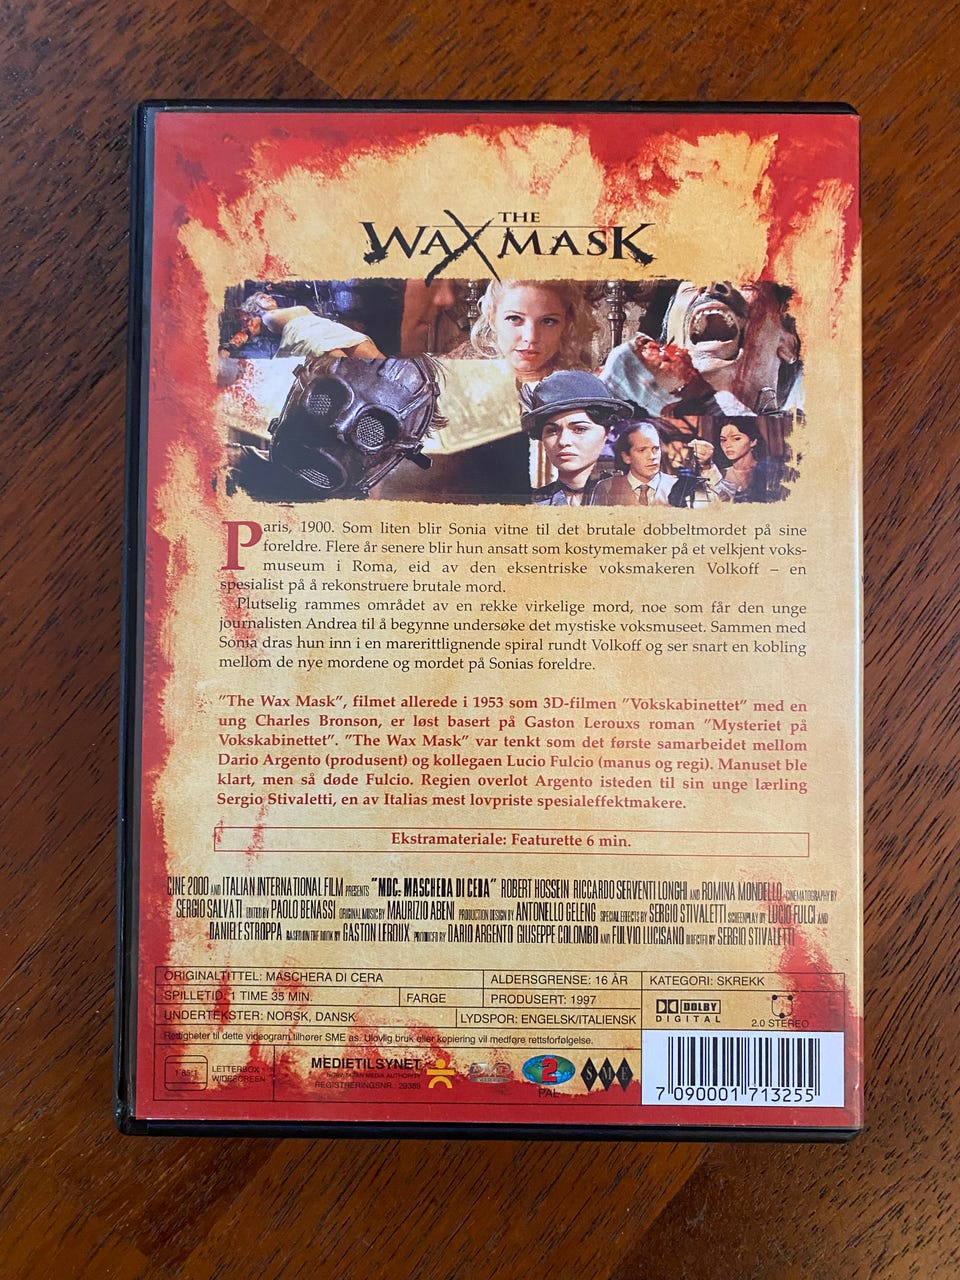 THE
WAX MASK
Paris, 1900. Som liten blir Sonia vitne til det brutale dobbeltmordet på sine
foreldre. Flere år senere blir hun ansatt som kostymemaker på et velkjent voks-
museum i Roma, eid av den eksentriske voksmakeren Volkoff – en
spesialist på å rekonstruere brutale mord.
Plutselig rammes området av en rekke virkelige mord, noe som får den unge
journalisten Andrea til å begynne undersøke det mystiske voksmuseet. Sammen med
Sonia dras hun inn i en marerittlignende spiral rundt Volkoff og ser snart en kobling
mellom de nye mordene og mordet på Sonias foreldre.
"The Wax Mask", filmet allerede i 1953 som 3D-filmen "Vokskabinettet" med en
ung Charles Bronson, er løst basert på Gaston Lerouxs roman "Mysteriet på
Vokskabinettet". "The Wax Mask" var tenkt som det første samarbeidet mellom
Dario Argento (produsent) og kollegaen Lucio Fulcio (manus og regi). Manuset ble
klart, men så døde Fulcio. Regien overlot Argento isteden til sin unge lærling
Sergio Stivaletti, en av Italias mest lovpriste spesialeffektmakere.
Ekstramateriale: Featurette 6 min.
CINE 2000 AND ITALIAN INTERNATIONAL FILM PRESENTS "MDC: MASCHERA DI CERA" ROBERT HOSSEIN RICCARDO SERVENTI LONGHI AND ROMINA MONDELLO CINEMATOGRAPHY BY
SERGIO SALVATI EDITED BY PAOLO BENASSI ORIGINAL MUSIC BY MAURIZIO ABENI PRODUCTION DESIGN BY ANTONELLO GELENG SPECIAL EFFECTS BY SERGIO STIVALETTI SCREENPLAY BY LUCIO FULCI AND
DANIELE STROPPA BASED ON THE BOOK BY GASTON LEROUX PRODUCED BY DARIO ARGENTO GIUSEPPE COLOMBO AND FULVIO LUCISANO DIRECTED BY SERGIO STIVALETTI
ORIGINALTITTEL: MASCHERA DI CERA ALDERSGRENSE: 16 ÅR KATEGORI: SKREKK
SPILLETID: 1 TIME 35 MIN. FARGE PRODUSERT: 1997
UNDERTEKSTER: NORSK, DANSK LYDSPOR: ENGELSK/ITALIENSK
DOLBY
DIGITAL
2.0 STEREO
Rettigheter til dette videogram tilhører SME as. Ulovlig bruk eller kopiering vil medføre rettsforfølgelse.
1.85:1 LETTERBOX
WIDESCREEN
MEDIETILSYNET
NORWEGIAN MEDIA AUTHORITY
REGISTRERINGSNR.: 29389
2
PAL
SME
7 090001 713255